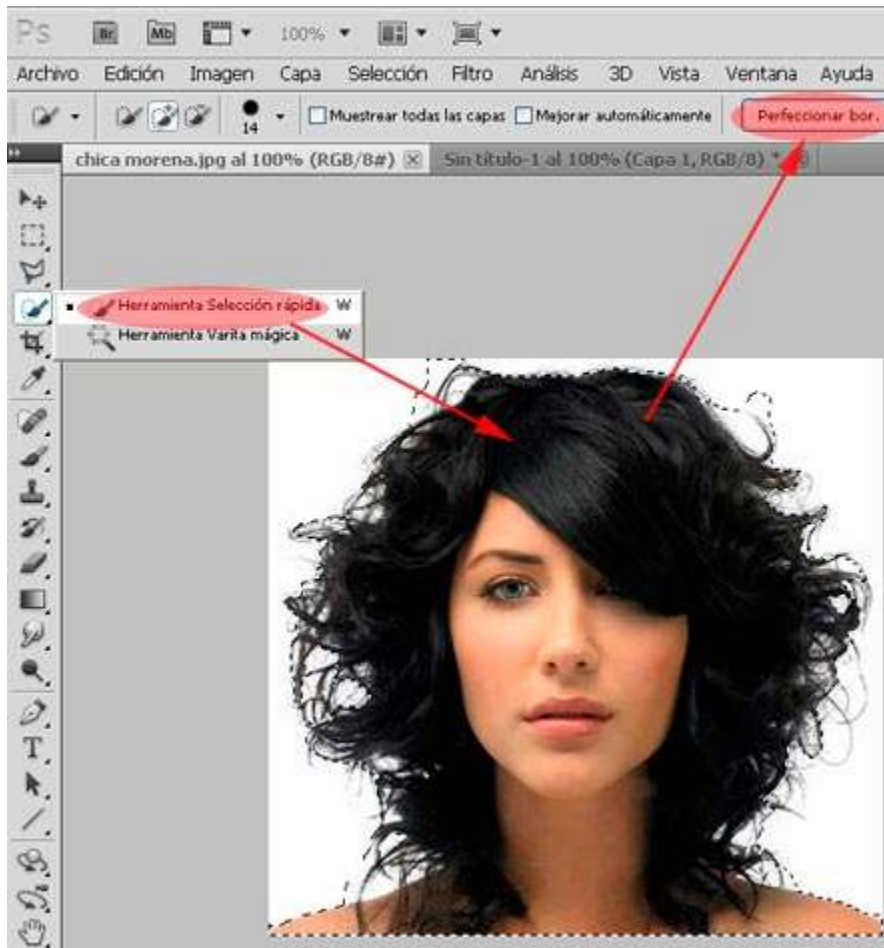 Ps Br Mb 100%
Archivo Edición Imagen Capa Selección Filtro Análisis 3D Vista Ventana Ayuda
14 Muestrear todas las capas Mejorar automáticamente Perfeccionar bor.
chica morena.jpg al 100% (RGB/8#) Sin título-1 al 100% (Capa 1, RGB/8) *
Herramienta Selección rápida W
Herramienta Varita mágica W
T